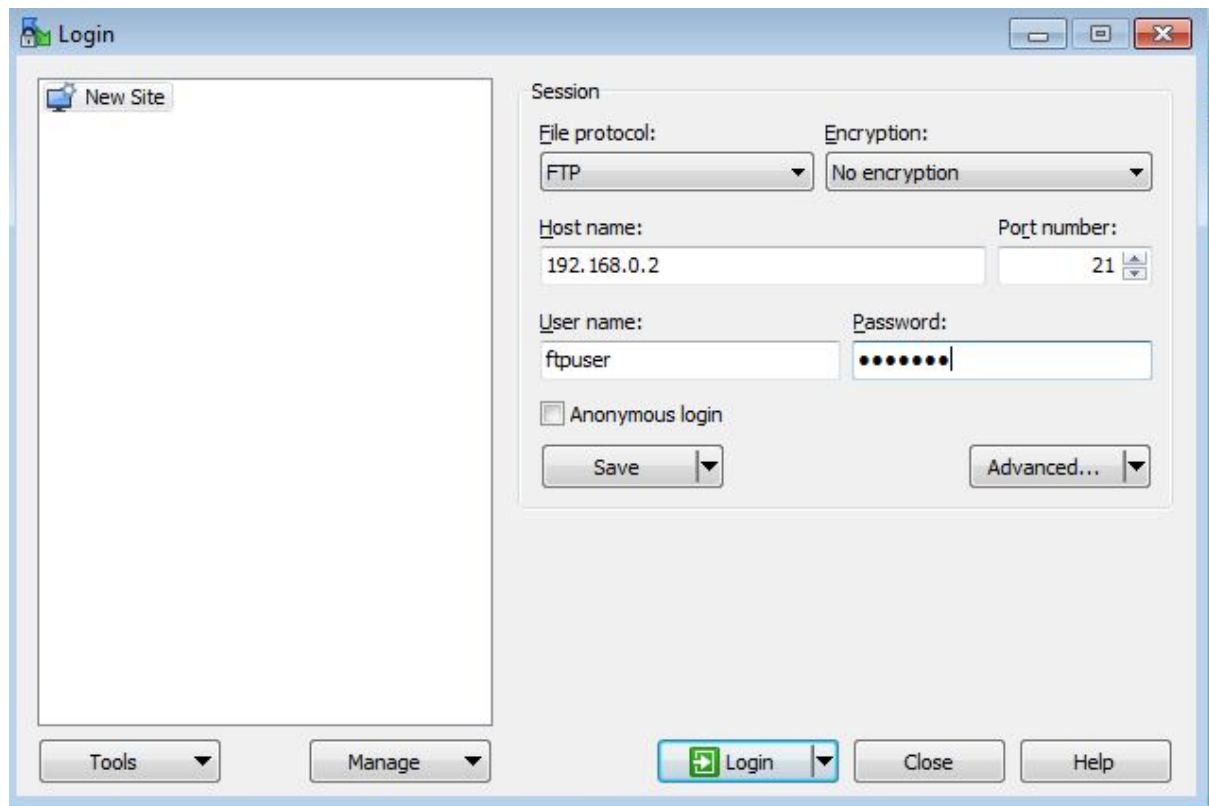 Login
New Site
Session
File protocol: Encryption:
FTP No encryption
Host name: Port number:
192.168.0.2 21
User name: Password:
ftpuser •••••••
Anonymous login
Save Advanced...
Tools Manage Login Close Help